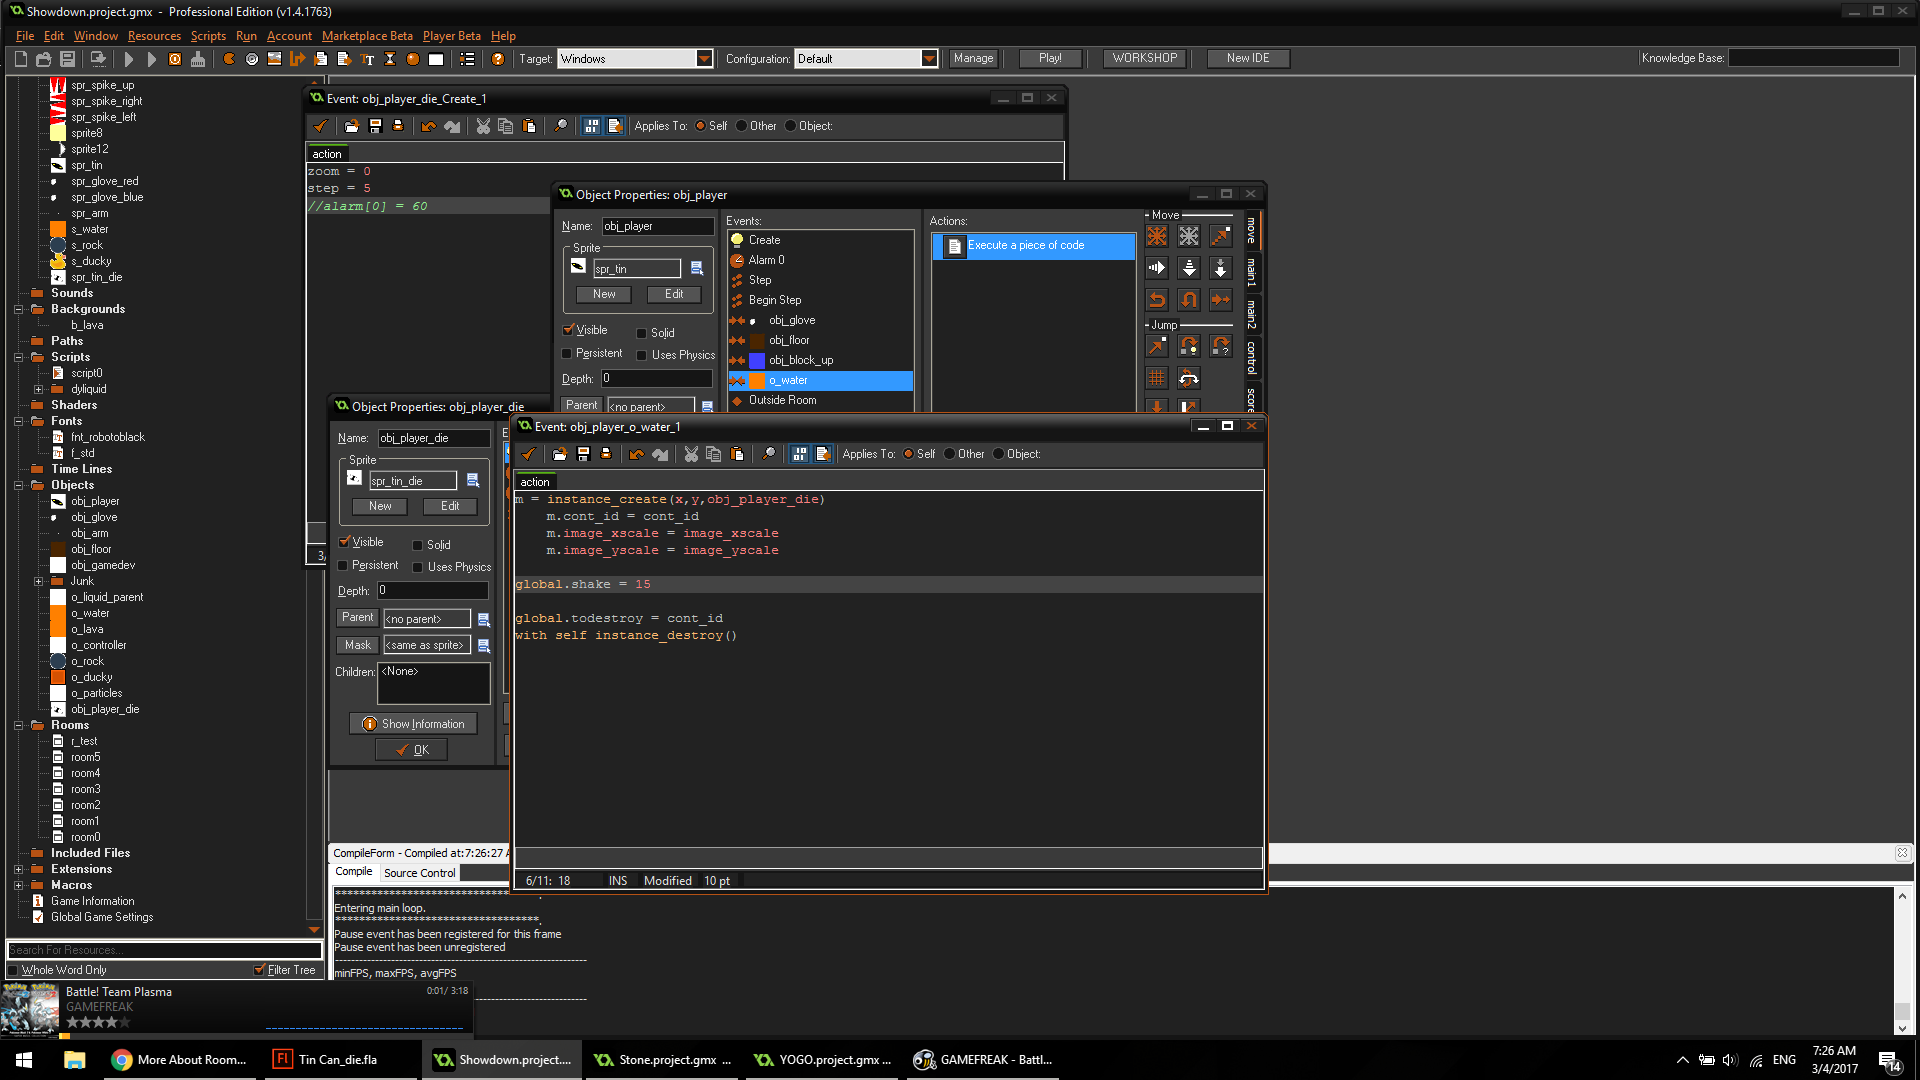 Showdown.project.gmx - Professional Edition (v1.4.1763)
File Edit Window Resources Scripts Run Account Marketplace Beta Player Beta Help
Target: Windows Configuration: Default Manage Play! WORKSHOP New IDE Knowledge Base:
spr_spike_up
spr_spike_right
spr_spike_left
sprite8
sprite12
spr_tin
spr_glove_red
spr_glove_blue
spr_arm
s_water
s_rock
s_ducky
spr_tin_die
Sounds
Backgrounds
b_lava
Paths
Scripts
script0
dyliquid
Shaders
Fonts
fnt_robotoblack
f_std
Time Lines
Objects
obj_player
obj_glove
obj_arm
obj_floor
obj_gamedev
Junk
o_liquid_parent
o_water
o_lava
o_controller
o_rock
o_ducky
o_particles
obj_player_die
Rooms
r_test
room5
room4
room3
room2
room1
room0
Included Files
Extensions
Macros
Game Information
Global Game Settings
Search For Resources...
Whole Word Only Filter Tree
Event: obj_player_die_Create_1
Applies To: Self Other Object:
action
zoom = 0
step = 5
//alarm[0] = 60
3/
Object Properties: obj_player
Name: obj_player
Sprite
spr_tin
New Edit
Visible Solid
Persistent Uses Physics
Depth: 0
Parent <no parent>
Events:
Create
Alarm 0
Step
Begin Step
obj_glove
obj_floor
obj_block_up
o_water
Outside Room
Actions:
Execute a piece of code
Move
Jump
move
main1
main2
control
score
Object Properties: obj_player_die
Name: obj_player_die
Sprite
spr_tin_die
New Edit
Visible Solid
Persistent Uses Physics
Depth: 0
Parent <no parent>
Mask <same as sprite>
Children: <None>
Show Information
OK
E
Event: obj_player_o_water_1
Applies To: Self Other Object:
action
m = instance_create(x,y,obj_player_die)
m.cont_id = cont_id
m.image_xscale = image_xscale
m.image_yscale = image_yscale
global.shake = 15
global.todestroy = cont_id
with self instance_destroy()
6/11: 18 INS Modified 10 pt
CompileForm - Compiled at:7:26:27 A
Compile Source Control
***********************************.
Entering main loop.
***********************************.
Pause event has been registered for this frame
Pause event has been unregistered
minFPS, maxFPS, avgFPS
Battle! Team Plasma 0:01/ 3:18
GAMEFREAK
More About Room... Tin Can_die.fla Showdown.project.... Stone.project.gmx ... YOGO.project.gmx ... GAMEFREAK - Battl...
ENG
7:26 AM
3/4/2017
14